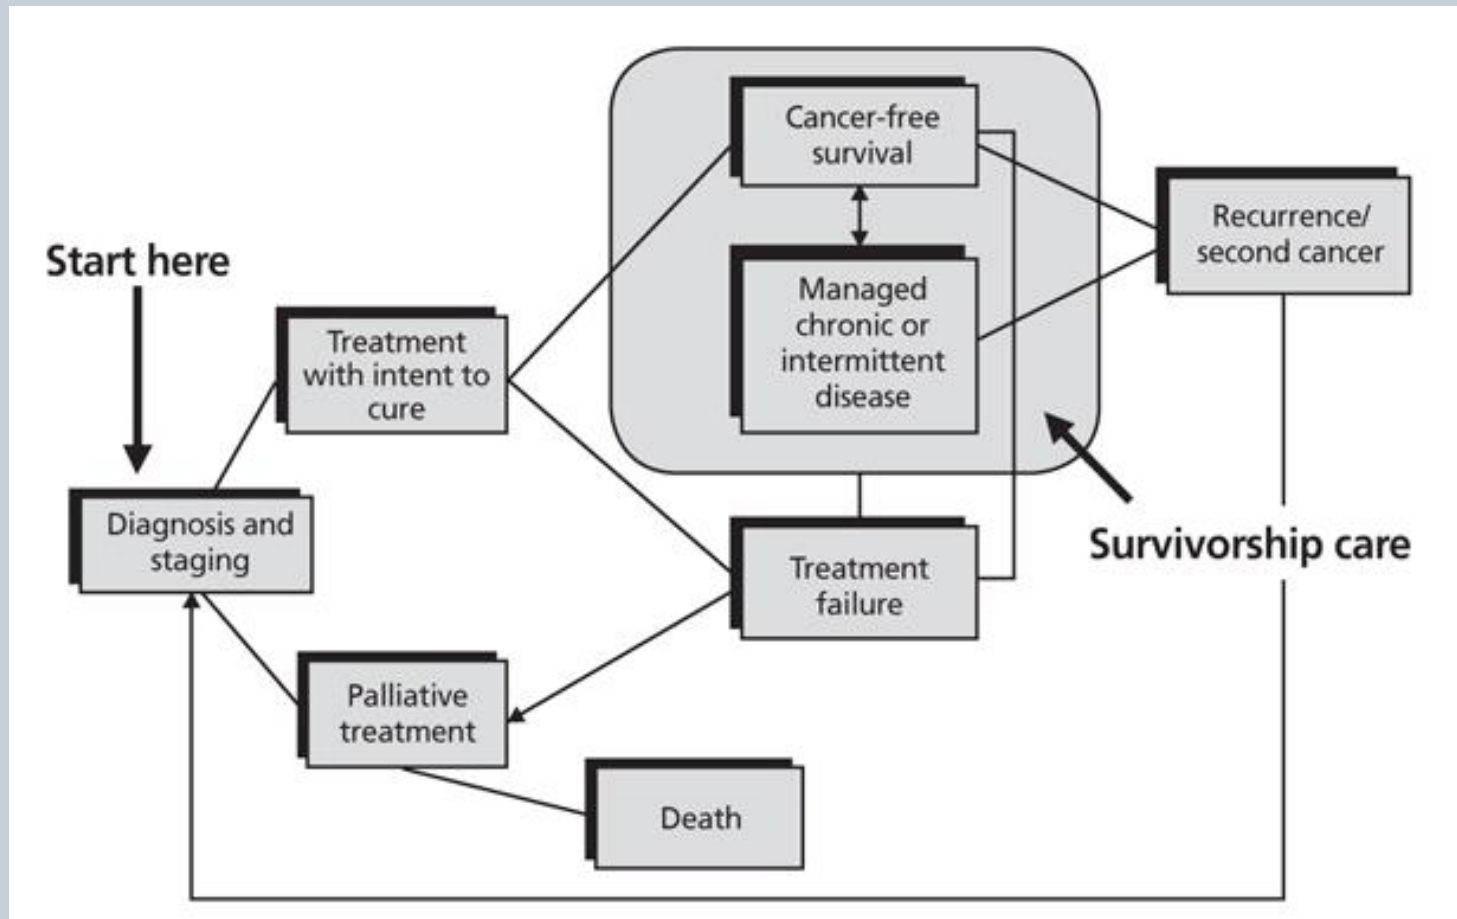 Start here
Diagnosis and
staging
Treatment
with intent to
cure
Palliative
treatment
Death
Cancer-free
survival
Managed
chronic or
intermittent
disease
Treatment
failure
Recurrence/
second cancer
Survivorship care